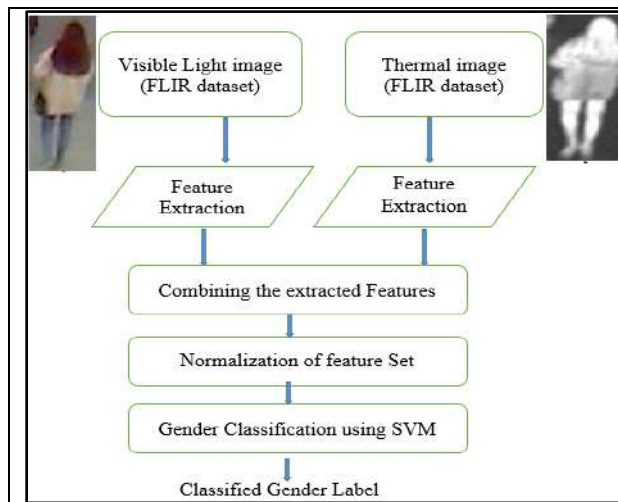 Visible Light image
(FLIR dataset)
Thermal image
(FLIR dataset)
Feature
Extraction
Feature
Extraction
Combining the extracted Features
Normalization of feature Set
Gender Classification using SVM
Classified Gender Label